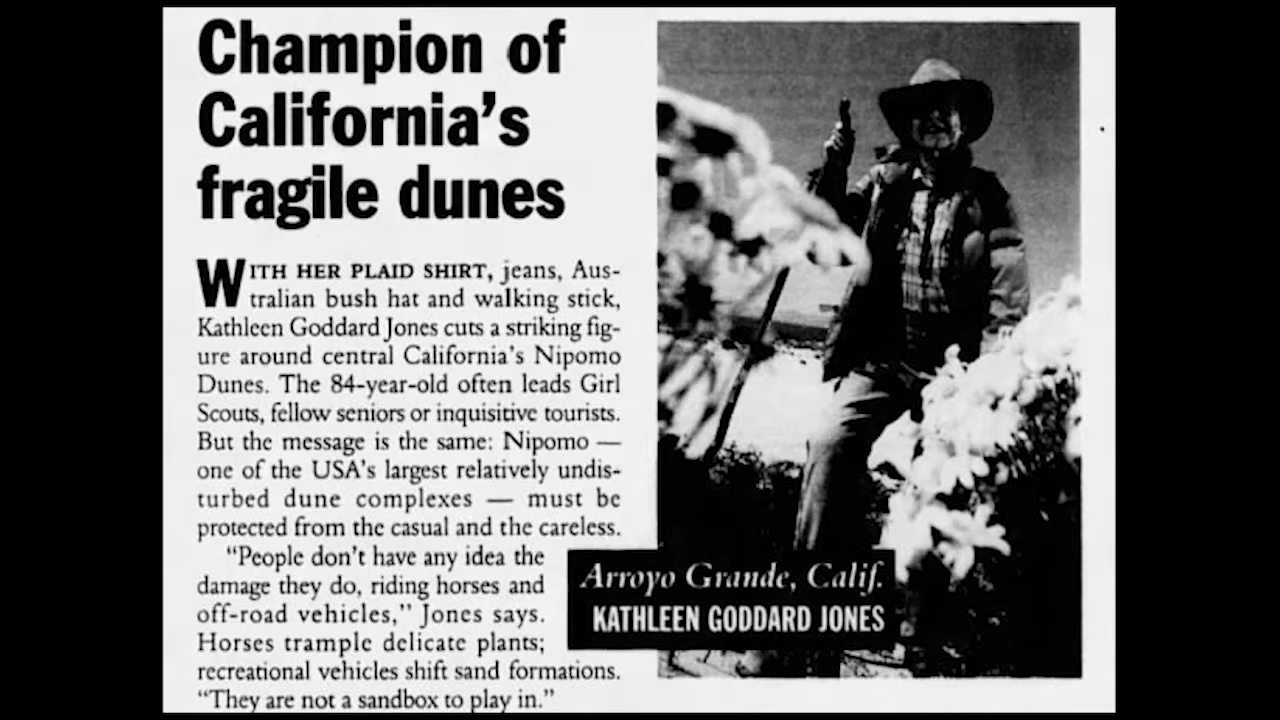 Champion of
California's
fragile dunes
WITH HER PLAID SHIRT, jeans, Aus-
tralian bush hat and walking stick,
Kathleen Goddard Jones cuts a striking fig-
ure around central California's Nipomo
Dunes. The 84-year-old often leads Girl
Scouts, fellow seniors or inquisitive tourists.
But the message is the same: Nipomo —
one of the USA's largest relatively undis-
turbed dune complexes — must be
protected from the casual and the careless.
“People don't have any idea the
damage they do, riding horses and
off-road vehicles,” Jones says.
Horses trample delicate plants;
recreational vehicles shift sand formations.
“They are not a sandbox to play in.”
Arroyo Grande, Calif.
KATHLEEN GODDARD JONES